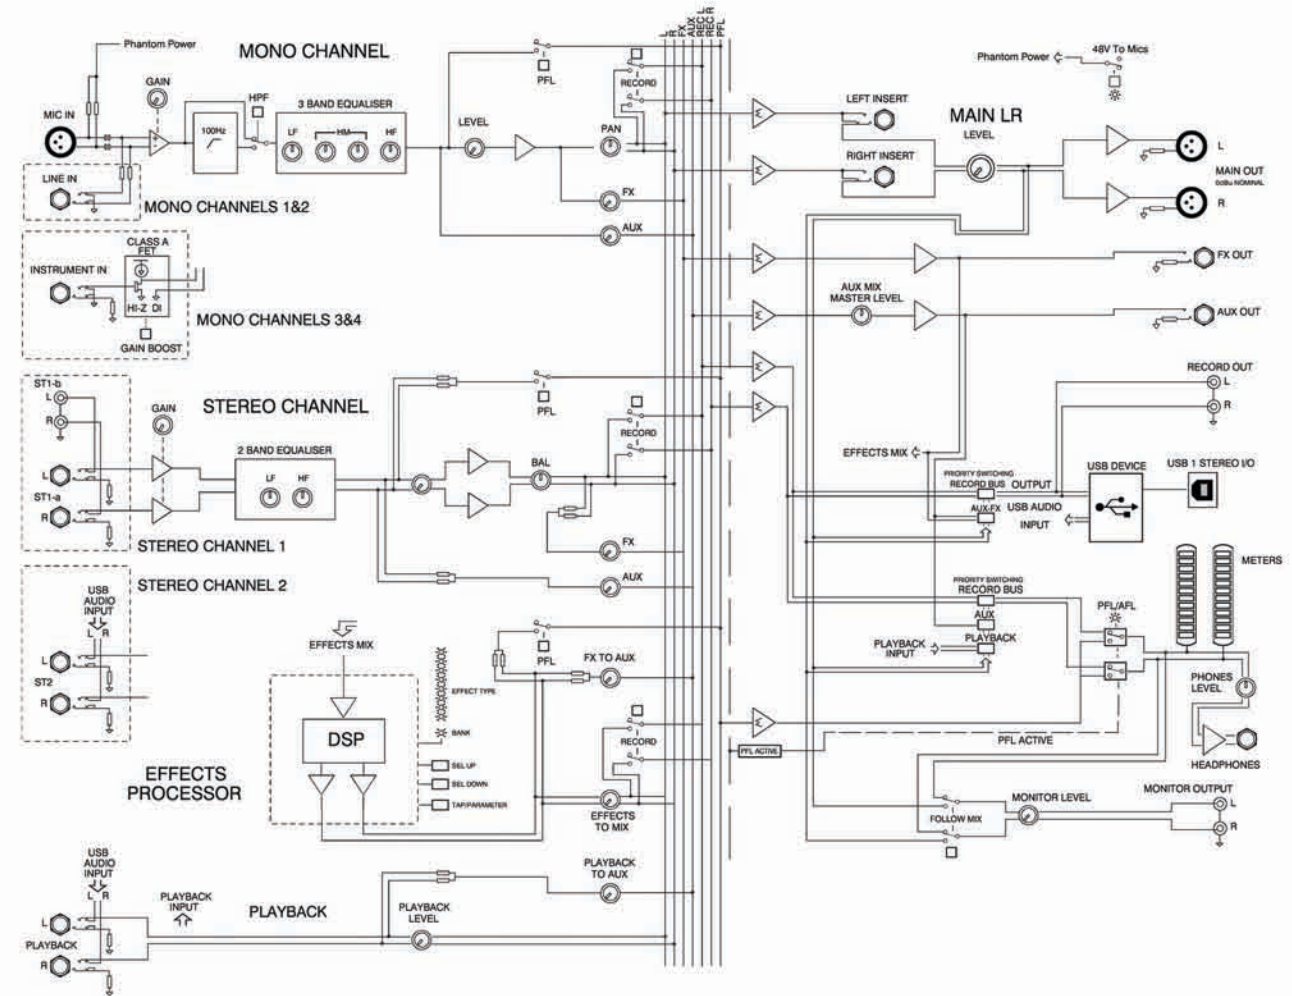 L
R
FX
AUX
REC L
REC R
PFL
Phantom Power
MONO CHANNEL
GAIN
MIC IN
100Hz
HPF
3 BAND EQUALISER
LF
HM
HF
LEVEL
PFL
RECORD
PAN
FX
AUX
LINE IN
MONO CHANNELS 1&2
INSTRUMENT IN
CLASS A
FET
HI-Z DI
MONO CHANNELS 3&4
GAIN BOOST
ST1-b
L
R
L
ST1-a
R
GAIN
STEREO CHANNEL
2 BAND EQUALISER
LF
HF
PFL
RECORD
BAL
FX
AUX
STEREO CHANNEL 1
STEREO CHANNEL 2
USB
AUDIO
INPUT
L R
L
ST2
R
EFFECTS MIX
DSP
EFFECT TYPE
BANK
SEL UP
SEL DOWN
TAP/PARAMETER
EFFECTS
PROCESSOR
PFL
FX TO AUX
RECORD
EFFECTS
TO MIX
USB
AUDIO
INPUT
L R
L
PLAYBACK
R
PLAYBACK
INPUT
PLAYBACK
PLAYBACK
LEVEL
PLAYBACK
TO AUX
Phantom Power
48V To Mics
LEFT INSERT
RIGHT INSERT
MAIN LR
LEVEL
L
MAIN OUT
0dBu NOMINAL
R
FX OUT
AUX MIX
MASTER LEVEL
AUX OUT
RECORD OUT
L
R
EFFECTS MIX
PRIORITY SWITCHING
RECORD BUS
OUTPUT
AUX-FX
USB AUDIO
INPUT
USB DEVICE
USB 1 STEREO I/O
METERS
PRIORITY SWITCHING
RECORD BUS
AUX
PLAYBACK
PLAYBACK
INPUT
PFL/AFL
PHONES
LEVEL
HEADPHONES
PFL ACTIVE
PFL ACTIVE
FOLLOW MIX
MONITOR LEVEL
MONITOR OUTPUT
L
R